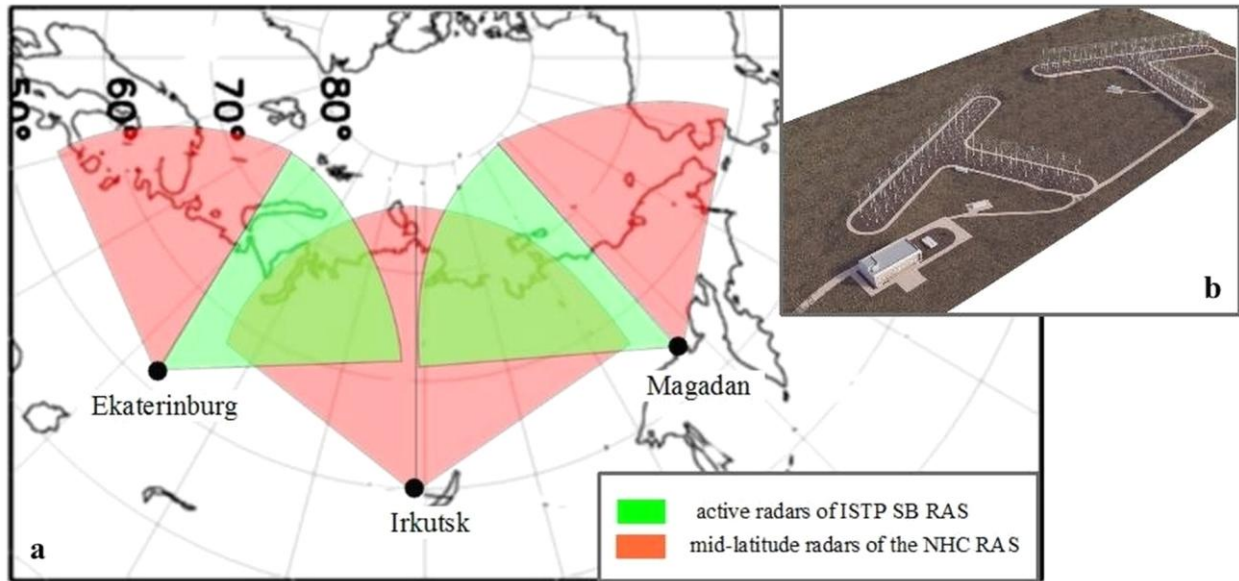 50°
60°
70°
80°
Ekaterinburg
Magadan
Irkutsk
active radars of ISTP SB RAS
mid-latitude radars of the NHC RAS
a
b